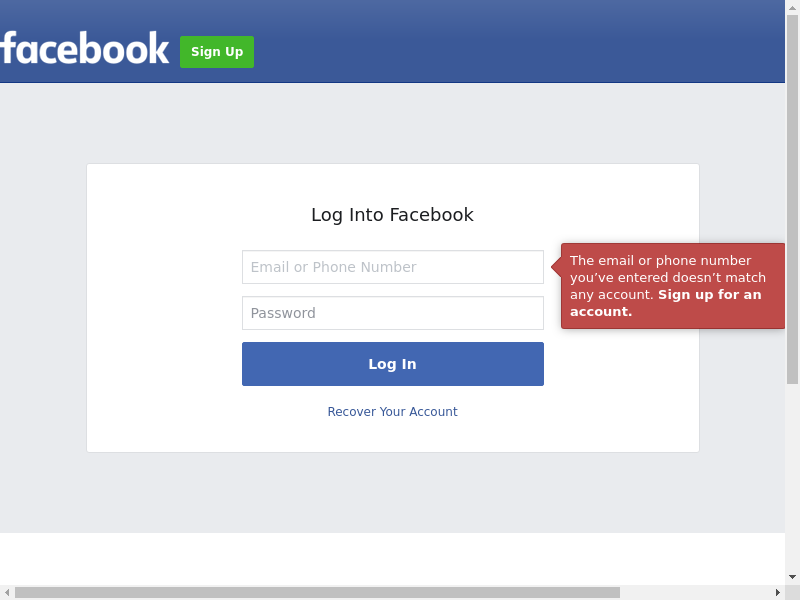 facebook
Sign Up
Log Into Facebook
Email or Phone Number
The email or phone number
you’ve entered doesn’t match
any account. Sign up for an
account.
Password
Log In
Recover Your Account